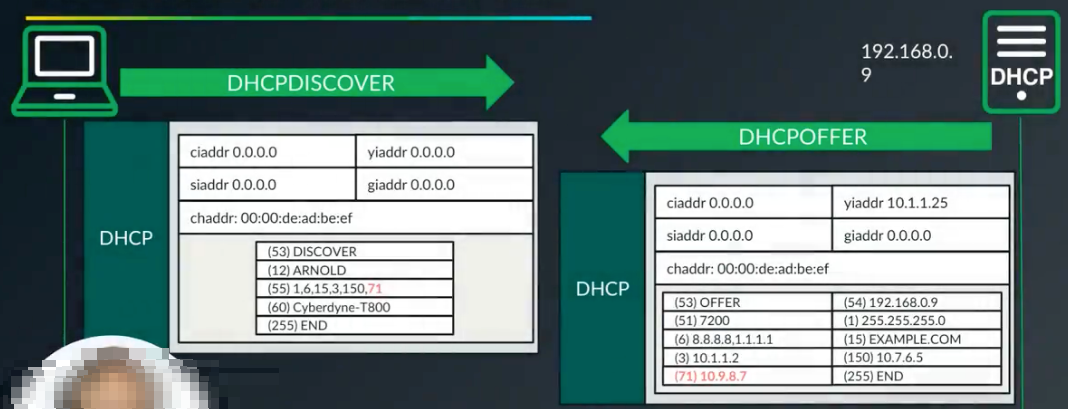 DHCPDISCOVER
192.168.0.
9
DHCP
DHCPOFFER
DHCP
ciaddr 0.0.0.0 yiaddr 0.0.0.0
siaddr 0.0.0.0 giaddr 0.0.0.0
chaddr: 00:00:de:ad:be:ef
(53) DISCOVER
(12) ARNOLD
(55) 1,6,15,3,150,71
(60) Cyberdyne-T800
(255) END
DHCP
ciaddr 0.0.0.0 yiaddr 10.1.1.25
siaddr 0.0.0.0 giaddr 0.0.0.0
chaddr: 00:00:de:ad:be:ef
(53) OFFER (54) 192.168.0.9
(51) 7200 (1) 255.255.255.0
(6) 8.8.8.8,1.1.1.1 (15) EXAMPLE.COM
(3) 10.1.1.2 (150) 10.7.6.5
(71) 10.9.8.7 (255) END